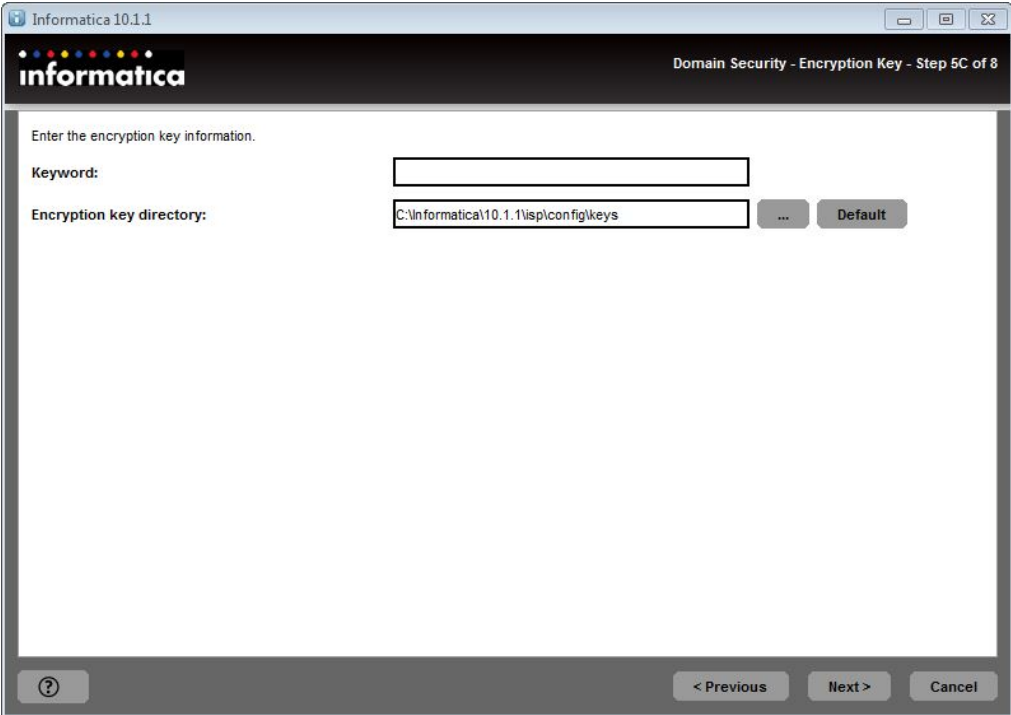 Informatica 10.1.1
informatica
Domain Security - Encryption Key - Step 5C of 8
Enter the encryption key information.
Keyword:
Encryption key directory: C:\Informatica\10.1.1\isp\config\keys ... Default
? < Previous Next > Cancel